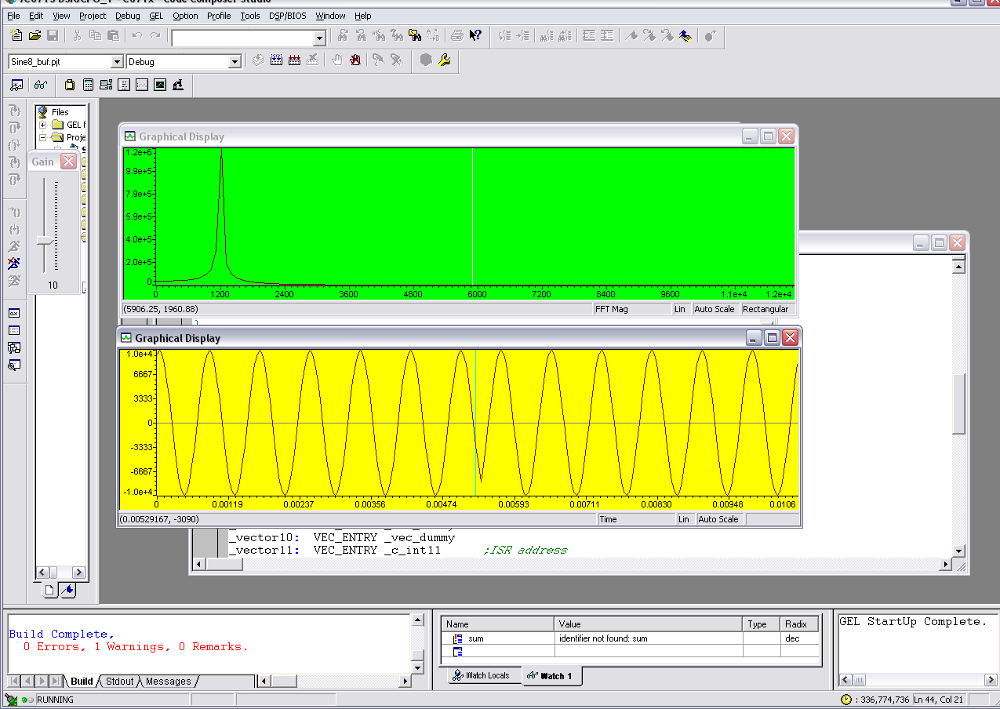 File Edit View Project Debug GEL Option Profile Tools DSP/BIOS Window Help
Sine8_buf.pjt Debug
Files
GEL f
Proje
Gain
10
Graphical Display
1.2e+6
9.9e+5
7.9e+5
5.9e+5
4.0e+5
2.0e+5
0
0 1200 2400 3600 4800 6000 7200 8400 9600 1.1e+4 1.2e+4
(5906.25, 1960.88) FFT Mag Lin Auto Scale Rectangular
Graphical Display
1.0e+4
6667
3333
0
-3333
-6667
-1.0e+4
0 0.00119 0.00237 0.00356 0.00474 0.00593 0.00711 0.00830 0.00948 0.0106
(0.00529167, -3090) Time Lin Auto Scale
_vector10: VEC_ENTRY _vec_dummy
_vector11: VEC_ENTRY _c_int11 ;ISR address
Build Complete,
0 Errors, 1 Warnings, 0 Remarks.
Build Stdout Messages
Name Value Type Radix
sum identifier not found: sum dec
Watch Locals Watch 1
GEL StartUp Complete.
RUNNING
: 336,774,736 Ln 44, Col 21